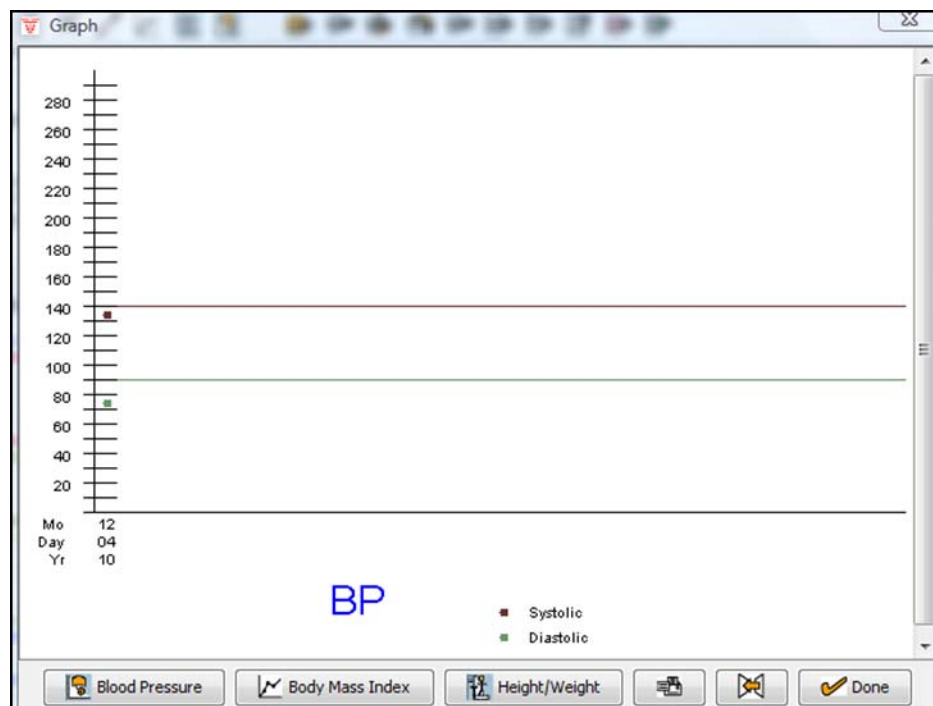 Graph
280
260
240
220
200
180
160
140
120
100
80
60
40
20
Mo 12
Day 04
Yr 10
BP
Systolic
Diastolic
Blood Pressure Body Mass Index Height/Weight Done